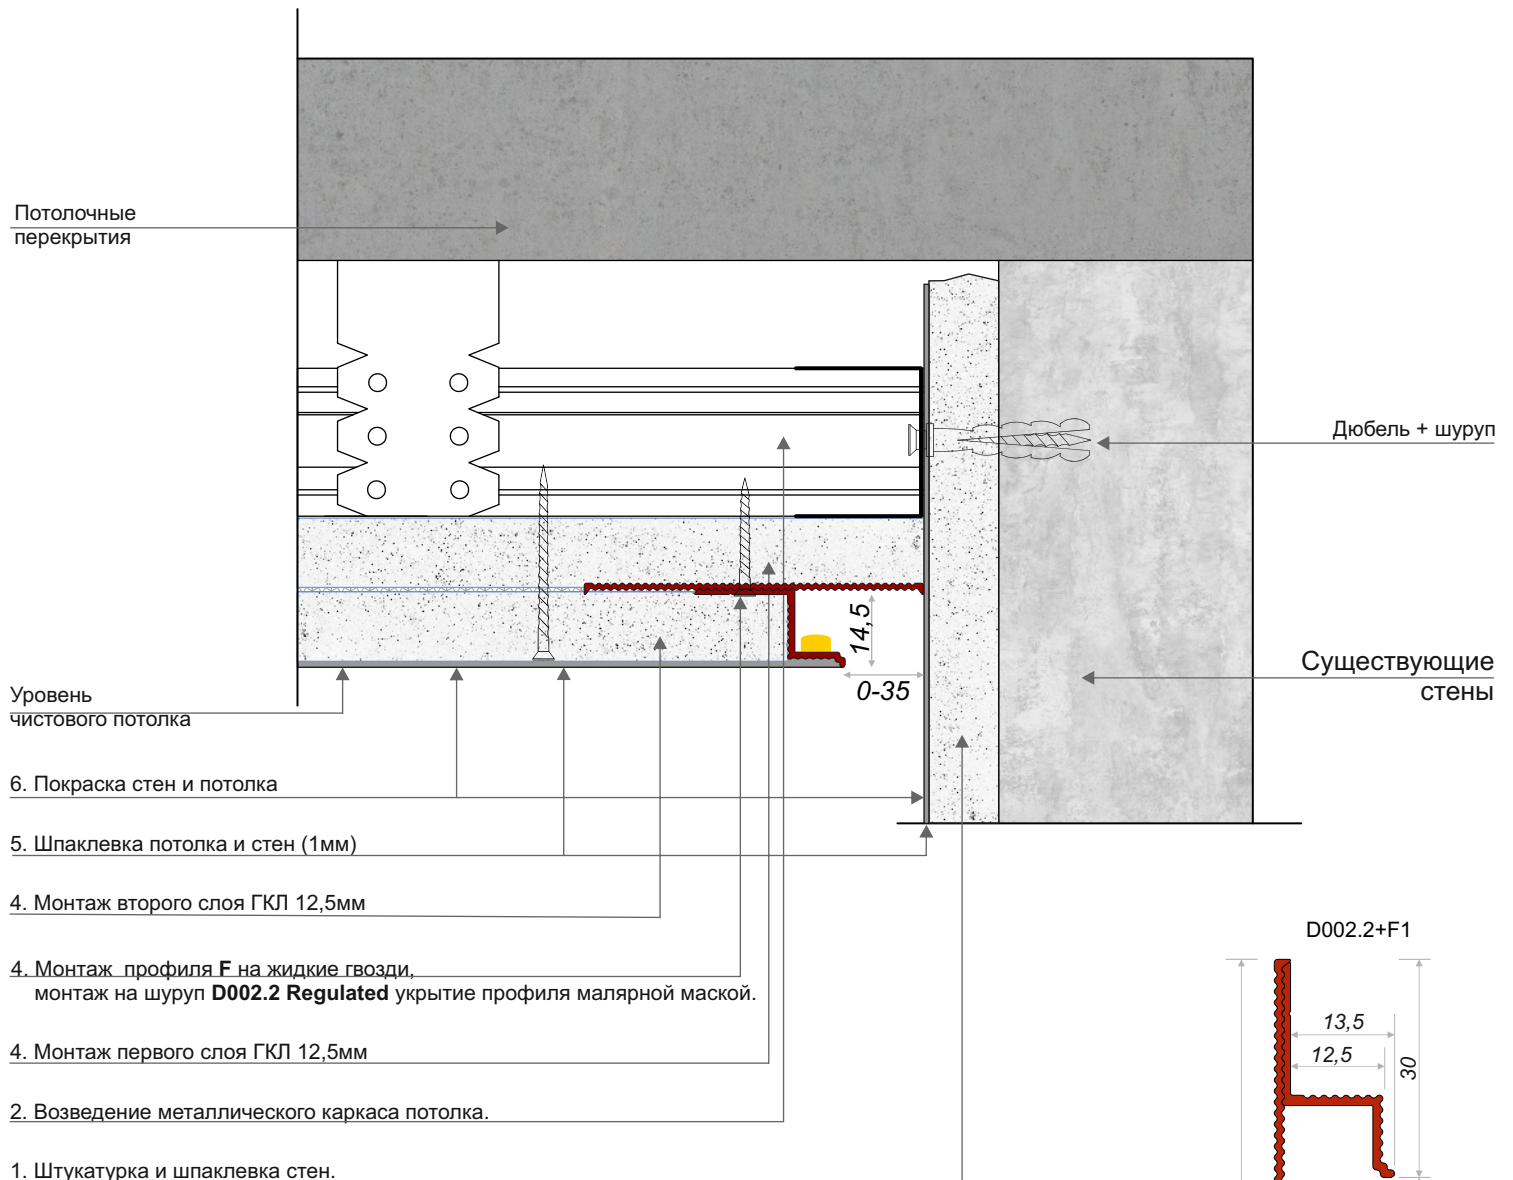 Потолочные
перекрытия
Дюбель + шуруп
14,5
0-35
Существующие
стены
Уровень
чистового потолка
6. Покраска стен и потолка
5. Шпаклевка потолка и стен (1мм)
4. Монтаж второго слоя ГКЛ 12,5мм
4. Монтаж профиля F на жидкие гвозди,
монтаж на шуруп D002.2 Regulated укрытие профиля малярной маской.
4. Монтаж первого слоя ГКЛ 12,5мм
2. Возведение металлического каркаса потолка.
1. Штукатурка и шпаклевка стен.
D002.2+F1
13,5
12,5
30